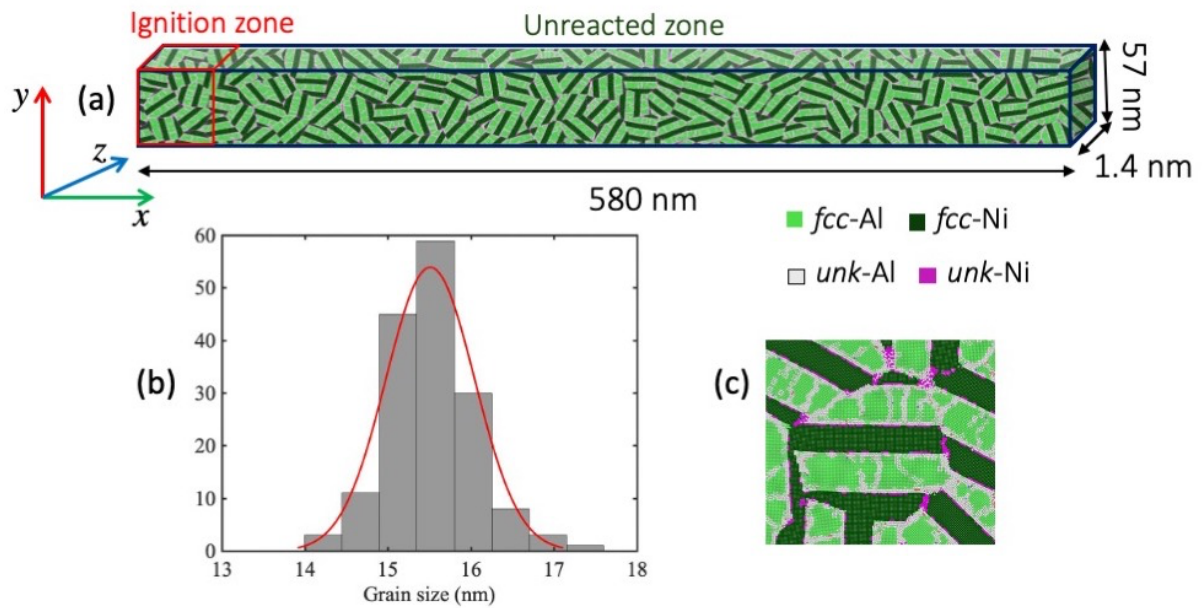 Ignition zone
Unreacted zone
y
(a)
57 nm
z
x
1.4 nm
580 nm
fcc-Al fcc-Ni
unk-Al unk-Ni
60
50
40
30
20
10
0
(b)
(c)
13 14 15 16 17 18
Grain size (nm)